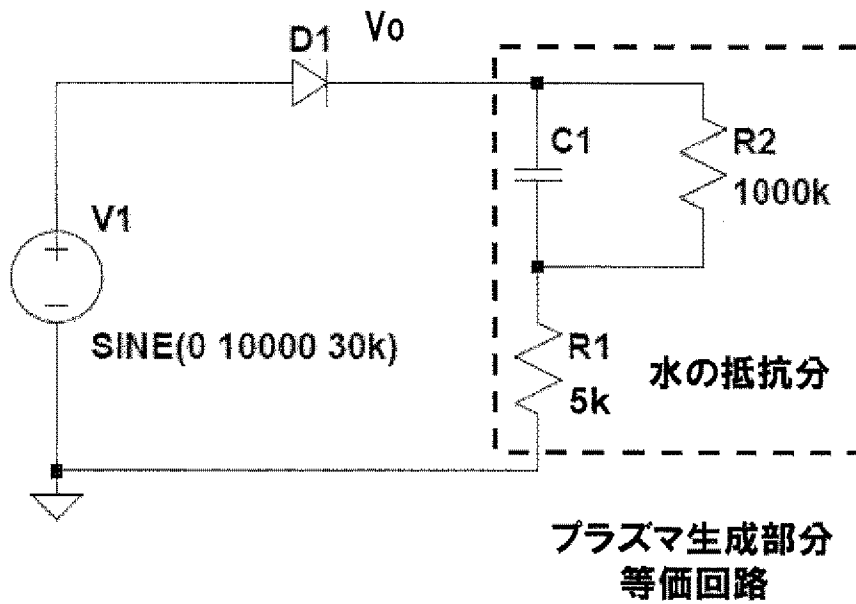 D1
Vo
C1
R2
1000k
V1
SINE(0 10000 30k)
R1
5k
水の抵抗分
プラズマ生成部分
等価回路